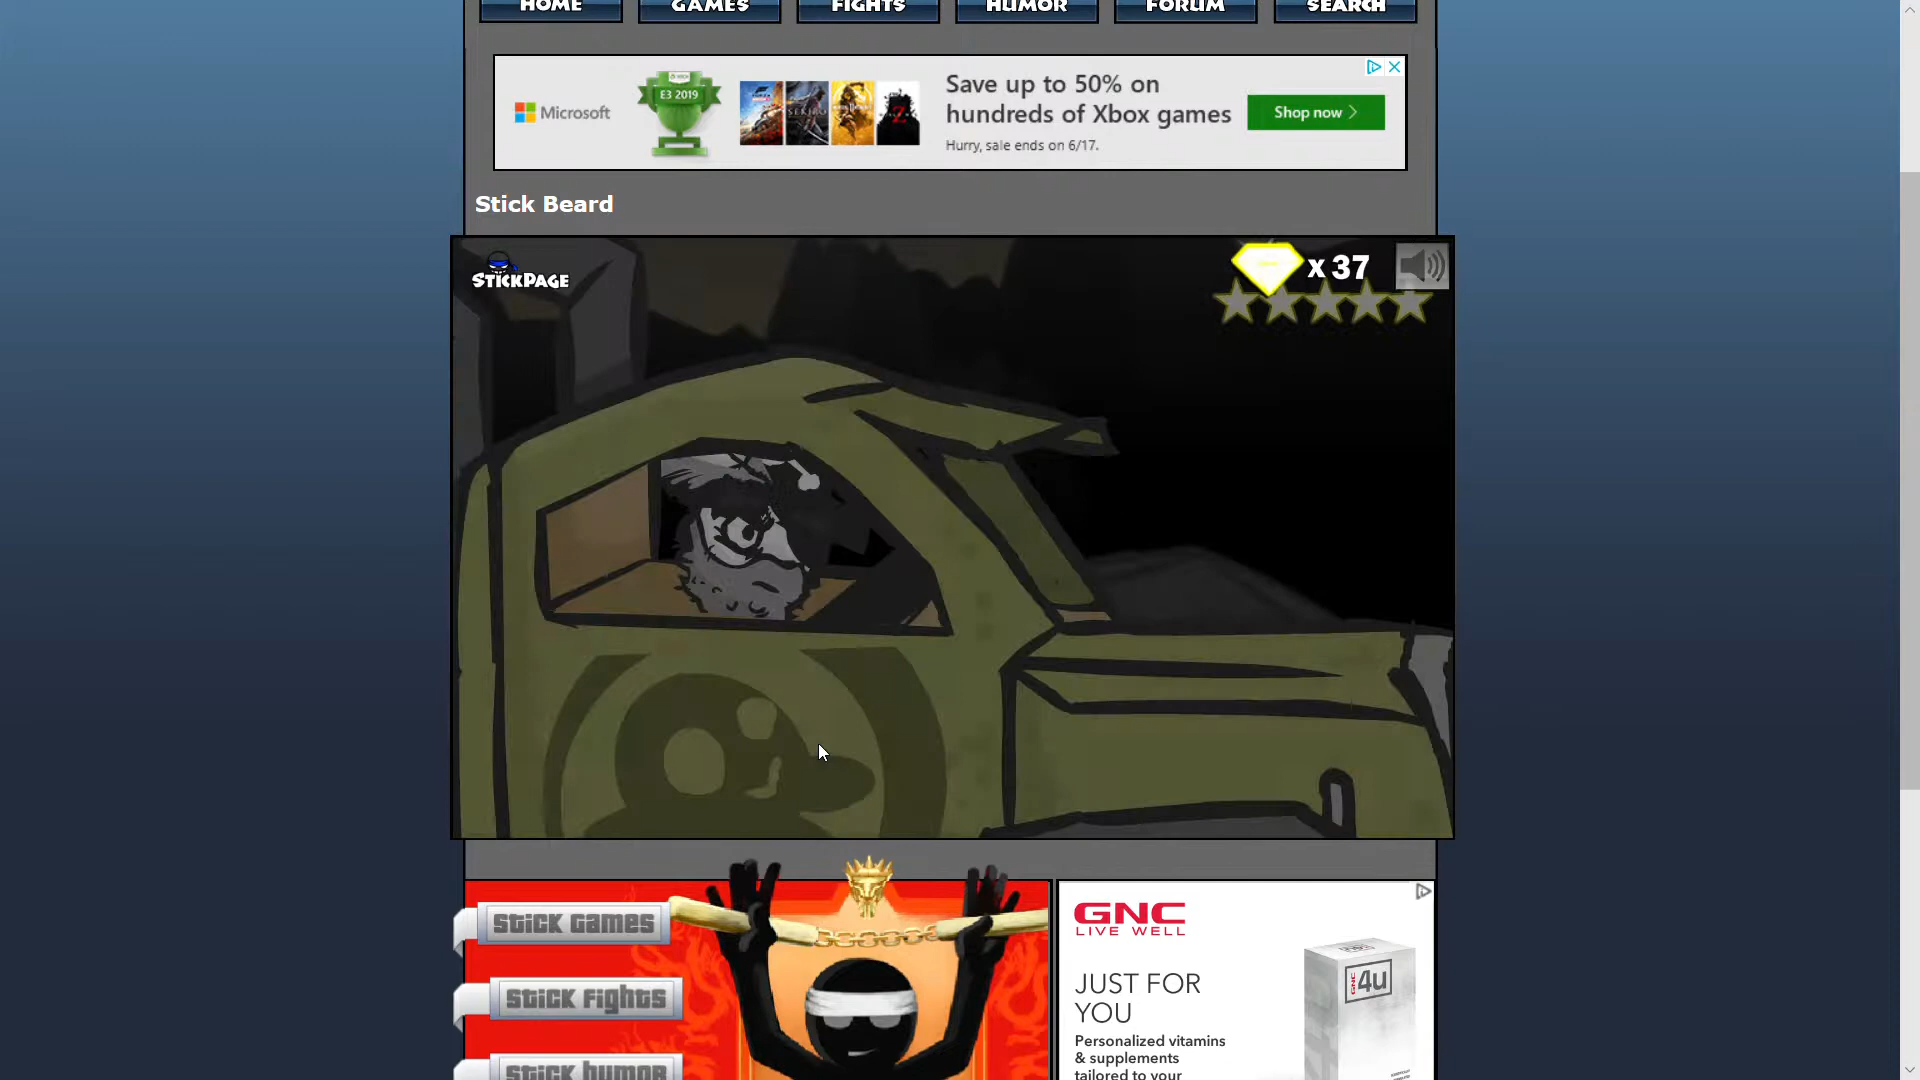 HOME GAMES FIGHTS HUMOR FORUM SEARCH
Microsoft
E3 2019
SEKIRO
Save up to 50% on
hundreds of Xbox games
Hurry, sale ends on 6/17.
Shop now
Stick Beard
STICKPAGE
x 37
STICK GAMES
STICK FIGHTS
STICK HUMOR
GNC
LIVE WELL
GNC
4u
JUST FOR
YOU
Personalized vitamins
& supplements
tailored to your